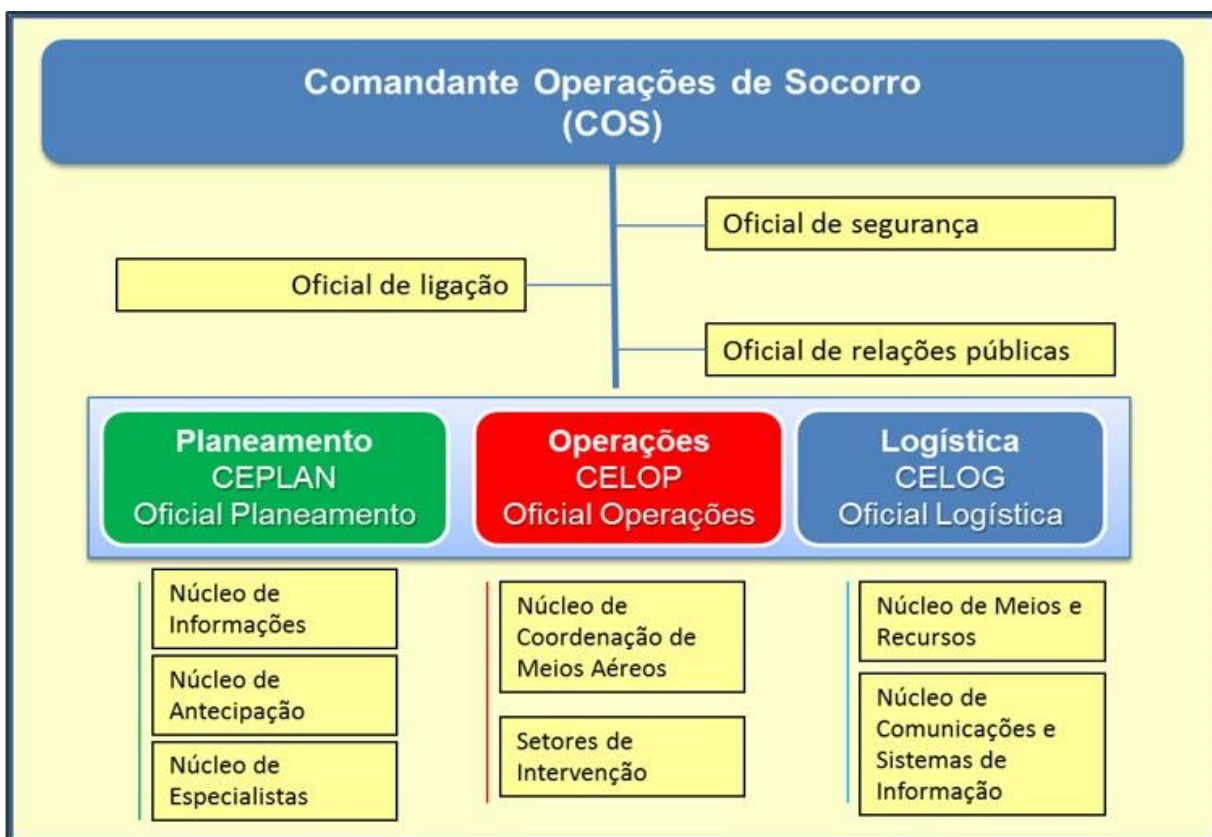 Comandante Operações de Socorro
(COS)
Oficial de segurança
Oficial de ligação
Oficial de relações públicas
Planeamento
CEPLAN
Oficial Planeamento
Operações
CELOP
Oficial Operações
Logística
CELOG
Oficial Logística
Núcleo de
Informações
Núcleo de
Antecipação
Núcleo de
Especialistas
Núcleo de
Coordenação de
Meios Aéreos
Setores de
Intervenção
Núcleo de Meios e
Recursos
Núcleo de
Comunicações e
Sistemas de
Informação